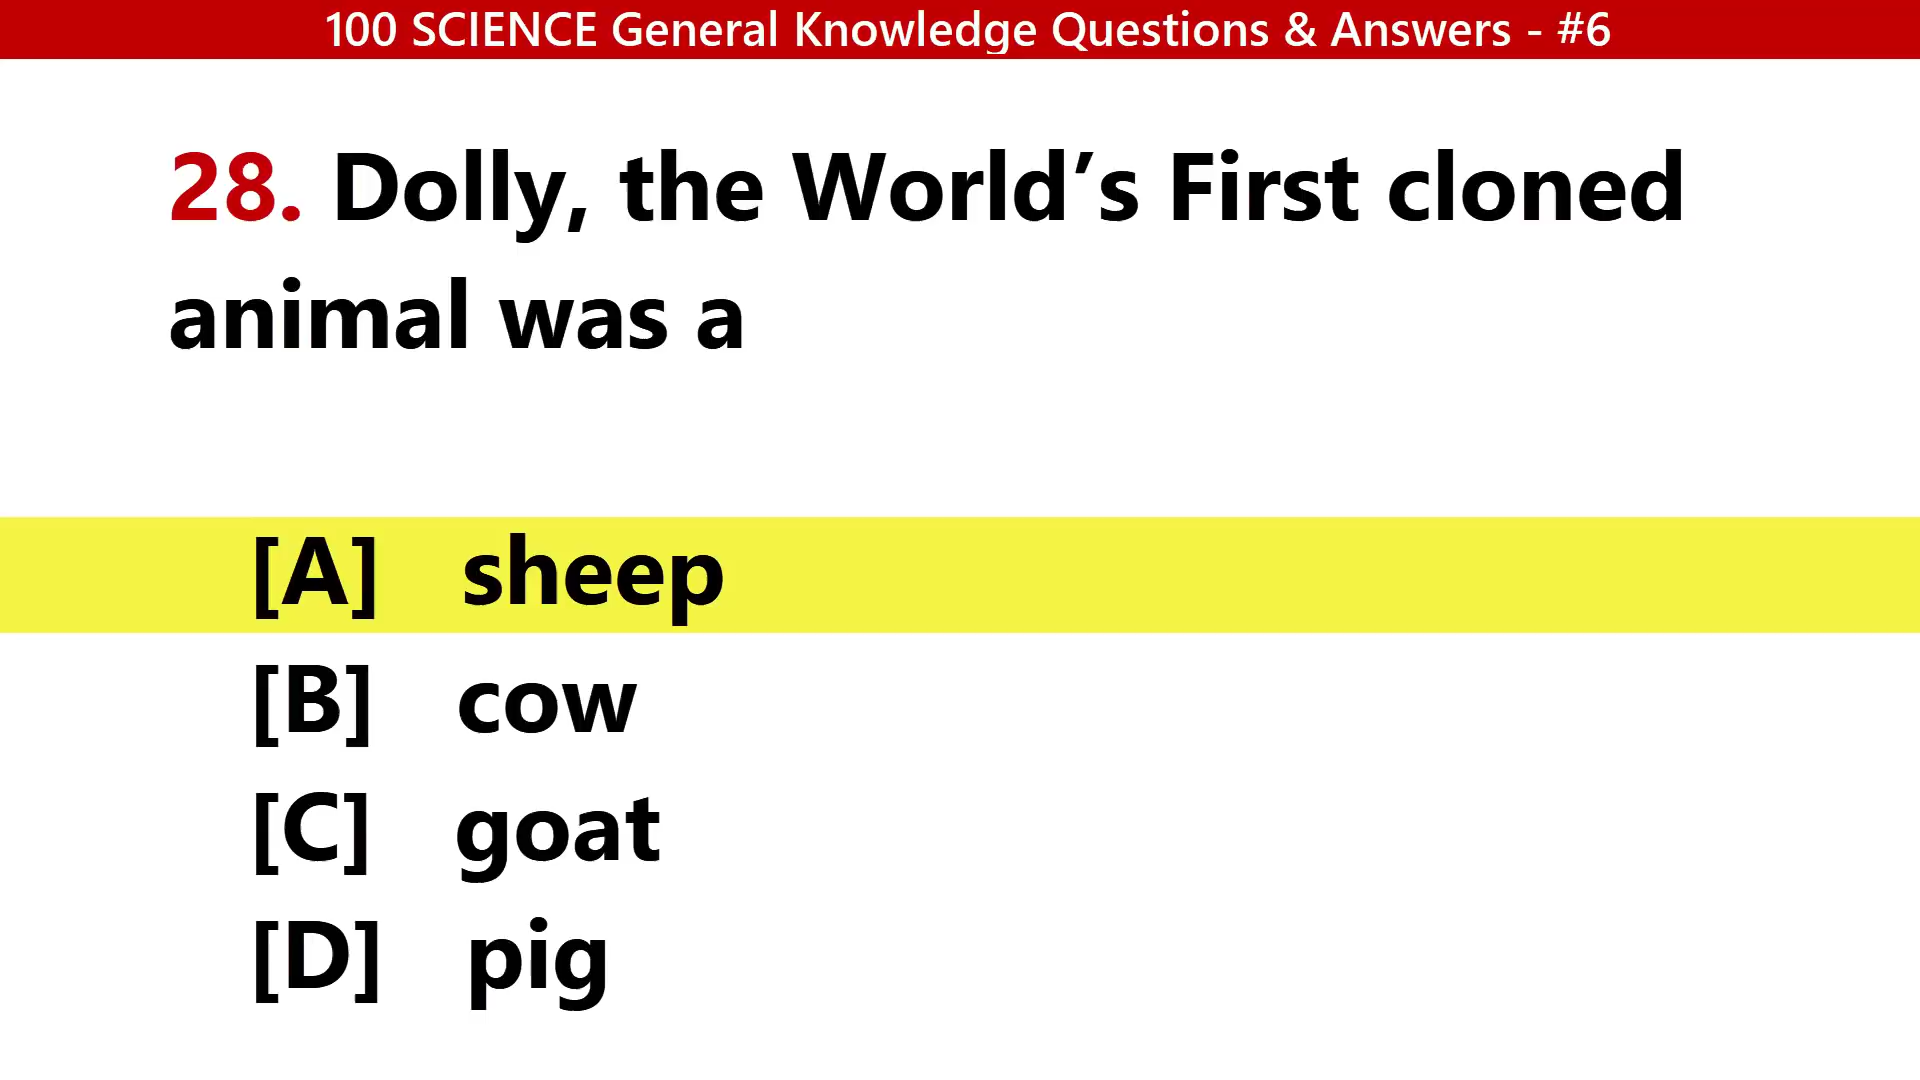 100 SCIENCE General Knowledge Questions & Answers - #6
28. Dolly, the World’s First cloned
animal was a
[A] sheep
[B] cow
[C] goat
[D] pig